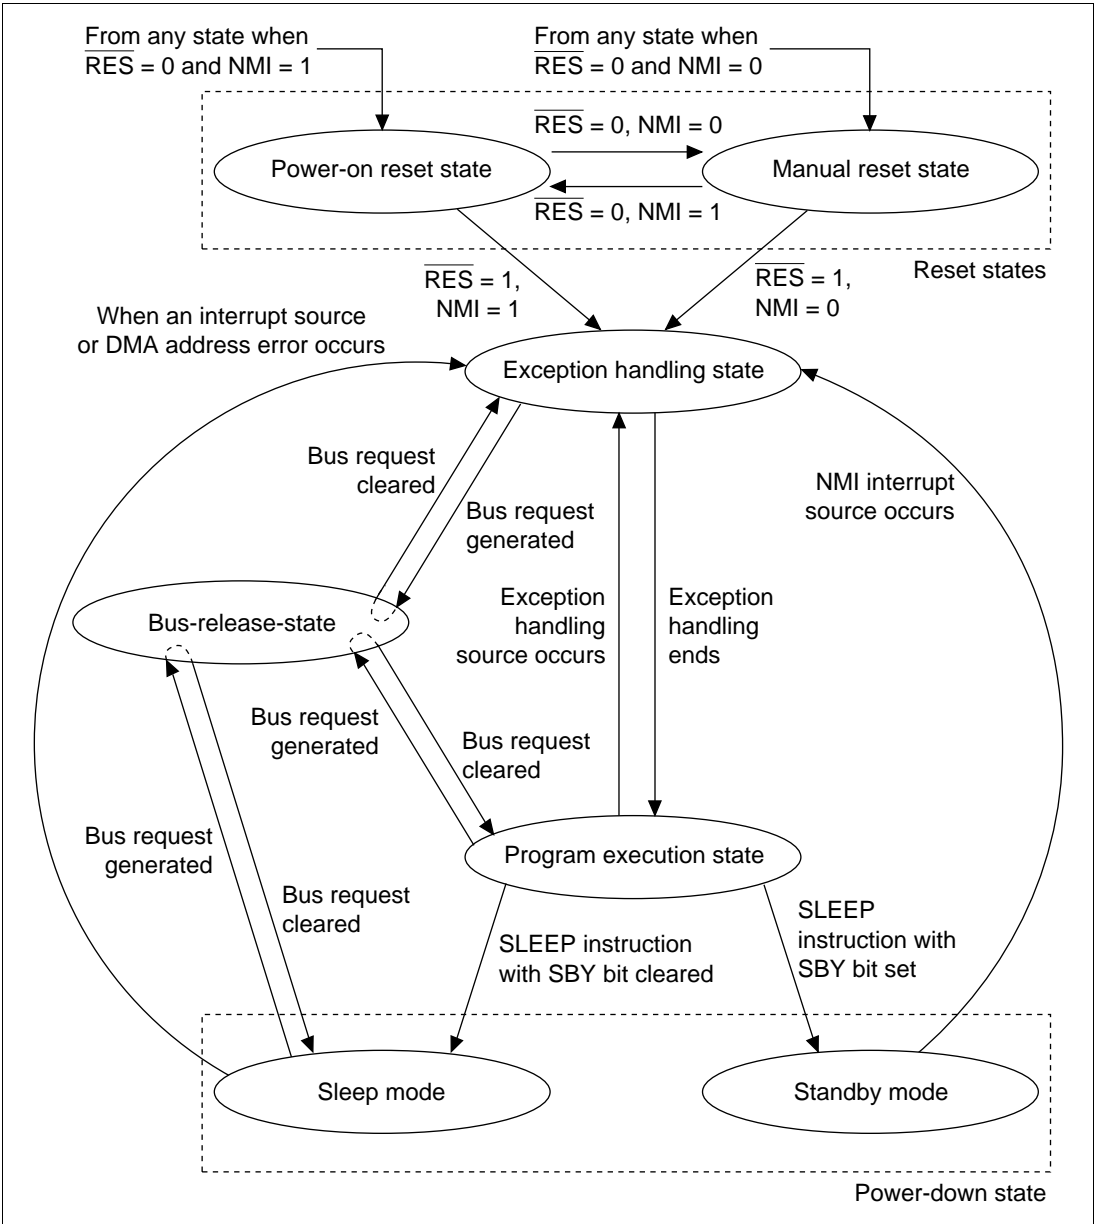 From any state when
RES = 0 and NMI = 1
From any state when
RES = 0 and NMI = 0
RES = 0, NMI = 0
Power-on reset state
Manual reset state
RES = 0, NMI = 1
Reset states
RES = 1,
NMI = 1
RES = 1,
NMI = 0
When an interrupt source
or DMA address error occurs
Exception handling state
Bus request
cleared
NMI interrupt
source occurs
Bus request
generated
Exception
handling
source occurs
Exception
handling
ends
Bus-release-state
Bus request
generated
Bus request
cleared
Bus request
generated
Program execution state
Bus request
cleared
SLEEP instruction
with SBY bit cleared
SLEEP
instruction with
SBY bit set
Sleep mode
Standby mode
Power-down state